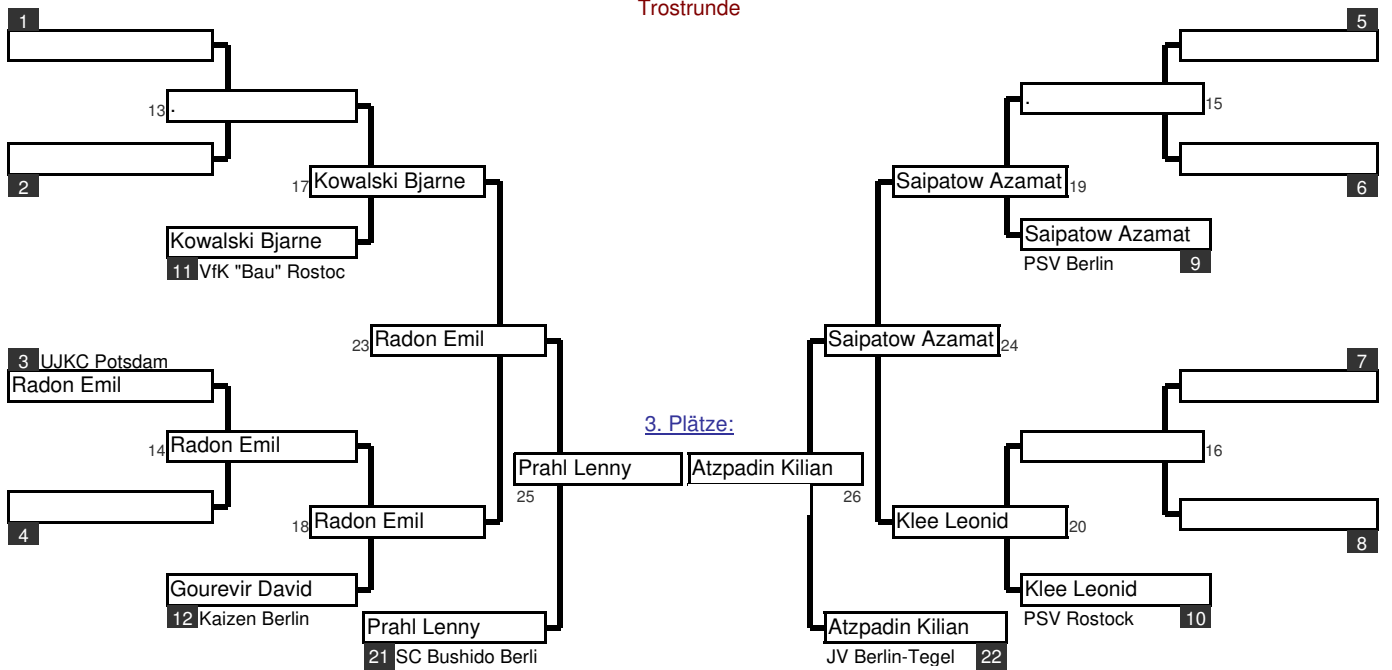 Trostrunde
1
5
13 .
. 15
2
6
17 Kowalski Bjarne
Saipatow Azamat 19
Kowalski Bjarne
Saipatow Azamat
11 VfK "Bau" Rostoc
PSV Berlin 9
23 Radon Emil
Saipatow Azamat 24
3 UJKC Potsdam
7
Radon Emil
3. Plätze:
14 Radon Emil
16
Prahl Lenny
Atzpadin Kilian
25
26
4
8
18 Radon Emil
Klee Leonid 20
Gourevir David
Klee Leonid
12 Kaizen Berlin
PSV Rostock 10
Prahl Lenny
Atzpadin Kilian
21 SC Bushido Berli
JV Berlin-Tegel 22